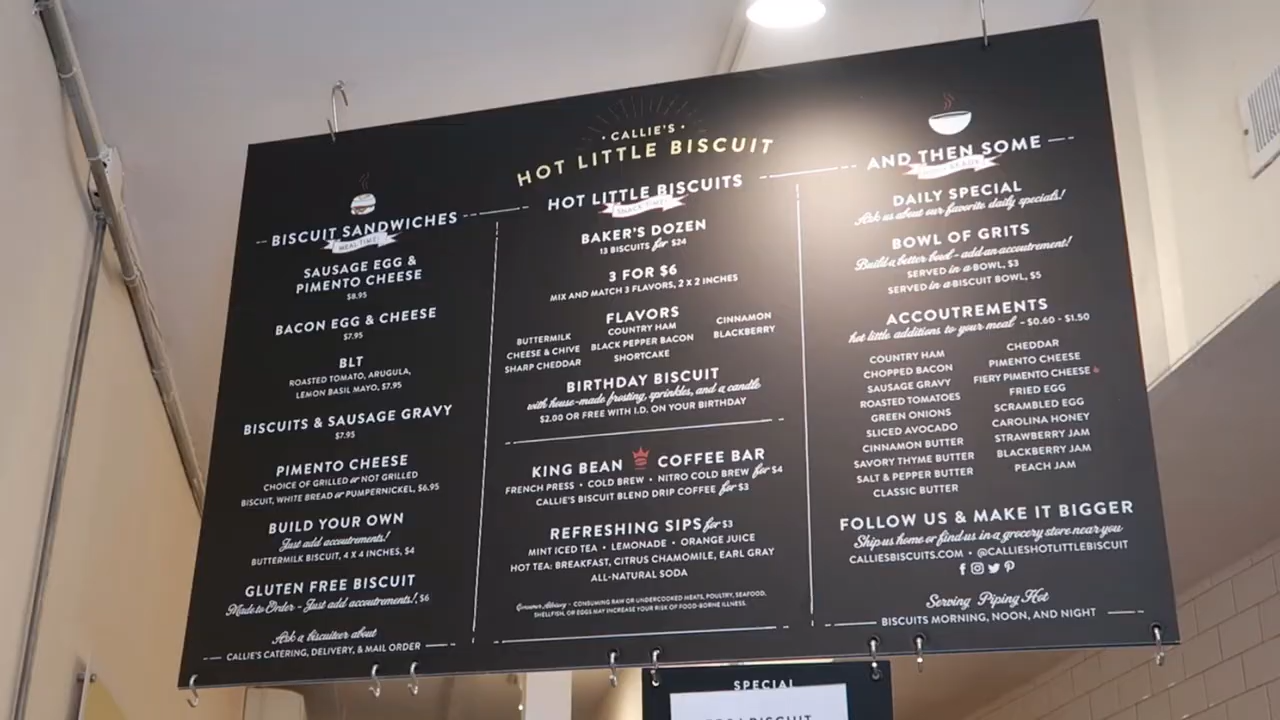 · CALLIE'S ·
HOT LITTLE BISCUIT
BISCUIT SANDWICHES
MEAL TIME!
SAUSAGE EGG &
PIMENTO CHEESE
$8.95
BACON EGG & CHEESE
$7.95
BLT
ROASTED TOMATO, ARUGULA,
LEMON BASIL MAYO, $7.95
BISCUITS & SAUSAGE GRAVY
$7.95
PIMENTO CHEESE
CHOICE OF GRILLED or NOT GRILLED
BISCUIT, WHITE BREAD or PUMPERNICKEL, $6.95
BUILD YOUR OWN
Just add accoutrements!
BUTTERMILK BISCUIT, 4 X 4 INCHES, $4
GLUTEN FREE BISCUIT
Made to Order - Just add accoutrements!, $6
Ask a biscuiteer about
CALLIE'S CATERING, DELIVERY, & MAIL ORDER
HOT LITTLE BISCUITS
SNACK TIME!
BAKER'S DOZEN
13 BISCUITS for $24
3 FOR $6
MIX AND MATCH 3 FLAVORS, 2 X 2 INCHES
FLAVORS
BUTTERMILK
CHEESE & CHIVE
SHARP CHEDDAR
COUNTRY HAM
BLACK PEPPER BACON
SHORTCAKE
CINNAMON
BLACKBERRY
BIRTHDAY BISCUIT
with house-made frosting, sprinkles, and a candle
$2.00 OR FREE WITH I.D. ON YOUR BIRTHDAY
KING BEAN COFFEE BAR
FRENCH PRESS • COLD BREW • NITRO COLD BREW for $4
CALLIE'S BISCUIT BLEND DRIP COFFEE for $3
REFRESHING SIPS for $3
MINT ICED TEA • LEMONADE • ORANGE JUICE
HOT TEA: BREAKFAST, CITRUS CHAMOMILE, EARL GRAY
ALL-NATURAL SODA
Consumer Advisory - CONSUMING RAW OR UNDERCOOKED MEATS, POULTRY, SEAFOOD,
SHELLFISH, OR EGGS MAY INCREASE YOUR RISK OF FOOD-BORNE ILLNESS.
AND THEN SOME
DAILY SPECIAL
Ask us about our favorite daily specials!
BOWL OF GRITS
Build a better bowl - add an accoutrement!
SERVED in a BOWL, $3
SERVED in a BISCUIT BOWL, $5
ACCOUTREMENTS
hot little additions to your meal - $0.60 - $1.50
COUNTRY HAM
CHOPPED BACON
SAUSAGE GRAVY
ROASTED TOMATOES
GREEN ONIONS
SLICED AVOCADO
CINNAMON BUTTER
SAVORY THYME BUTTER
SALT & PEPPER BUTTER
CLASSIC BUTTER
CHEDDAR
PIMENTO CHEESE
FIERY PIMENTO CHEESE
FRIED EGG
SCRAMBLED EGG
CAROLINA HONEY
STRAWBERRY JAM
BLACKBERRY JAM
PEACH JAM
FOLLOW US & MAKE IT BIGGER
Ship us home or find us in a grocery store near you
CALLIESBISCUITS.COM • @CALLIESHOTLITTLEBISCUIT
Serving Piping Hot
BISCUITS MORNING, NOON, AND NIGHT
SPECIAL
BISCUIT